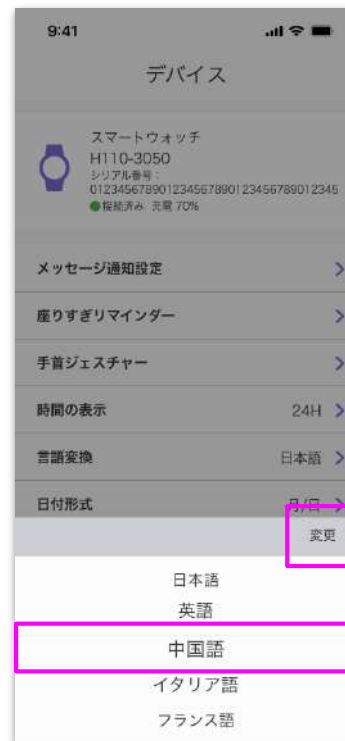 9:41
デバイス
スマートウォッチ
H110-3050
シリアル番号：
012345678901234567890123456789012345
接続済み 充電 70%
メッセージ通知設定
座りすぎリマインダー
手首ジェスチャー
時間の表示 24H
言語変換 日本語
日付形式 月/日
変更
日本語
英語
中国語
イタリア語
フランス語